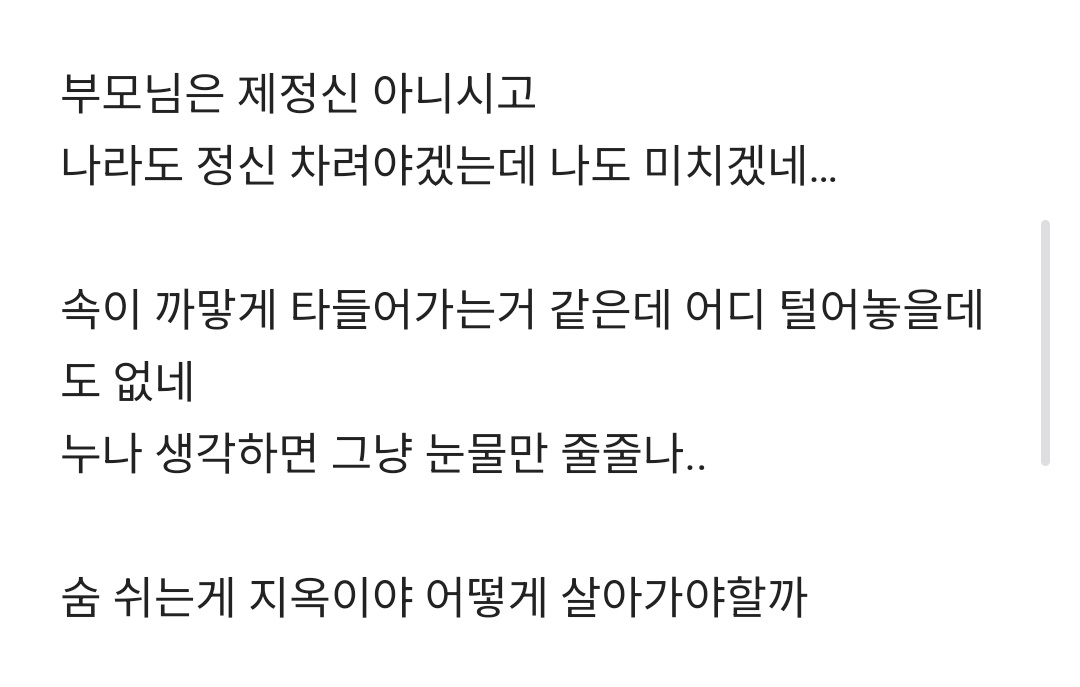 부모님은 제정신 아니시고
나라도 정신 차려야겠는데 나도 미치겠네...
속이 까맣게 타들어가는거 같은데 어디 털어놓을데
도 없네
누나 생각하면 그냥 눈물만 줄줄나..
숨 쉬는게 지옥이야 어떻게 살아가야할까